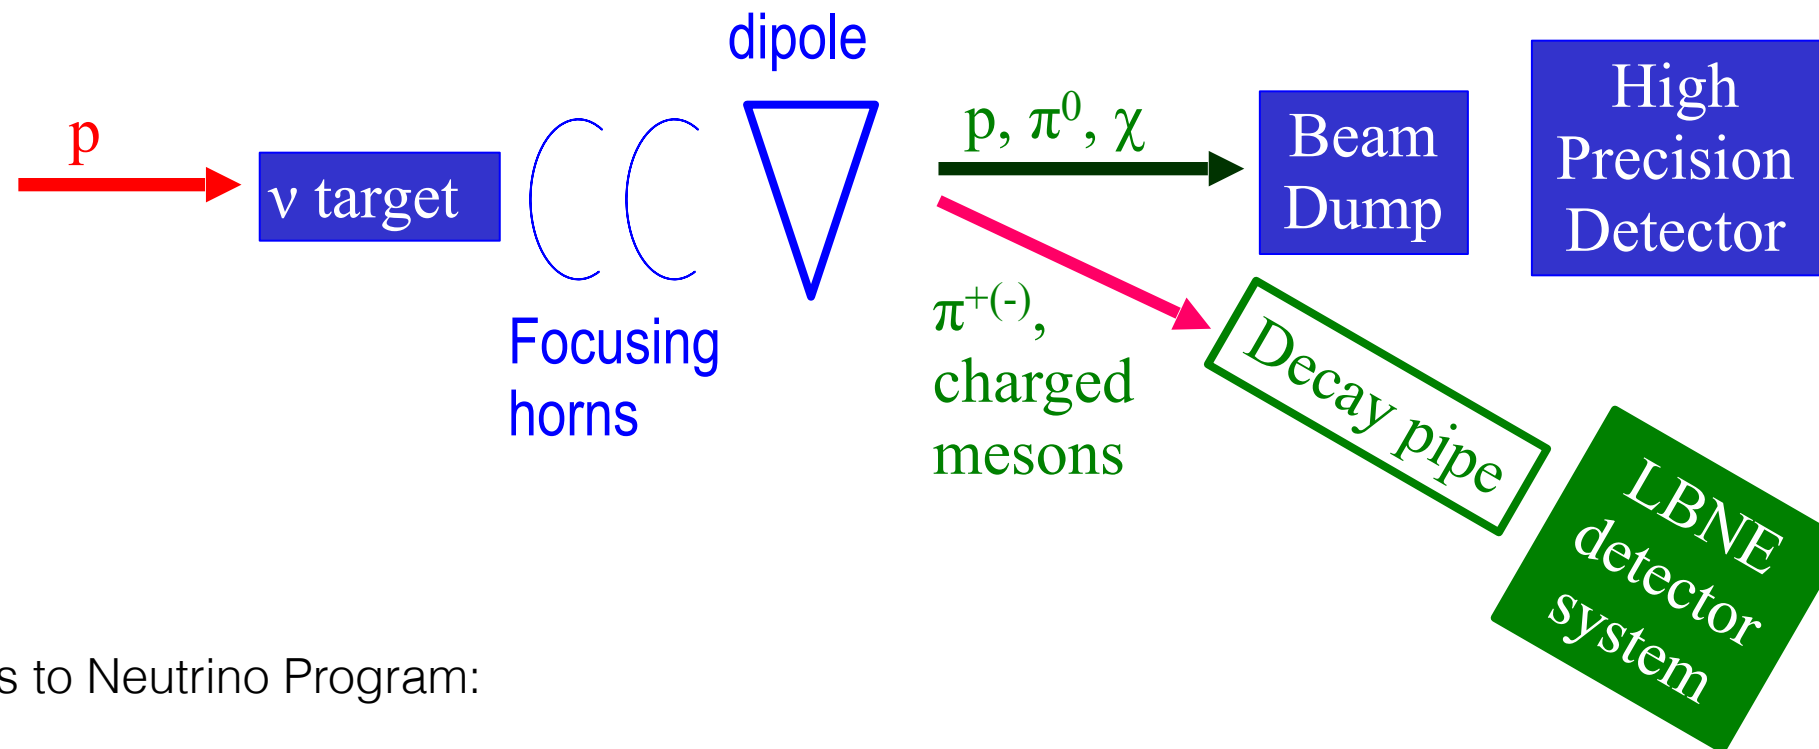 dipole
p
ν target
Focusing
horns
p, π⁰, χ
π⁺⁽⁻⁾,
charged
mesons
Beam
Dump
High
Precision
Detector
Decay pipe
LBNE
detector
system
to Neutrino Program: